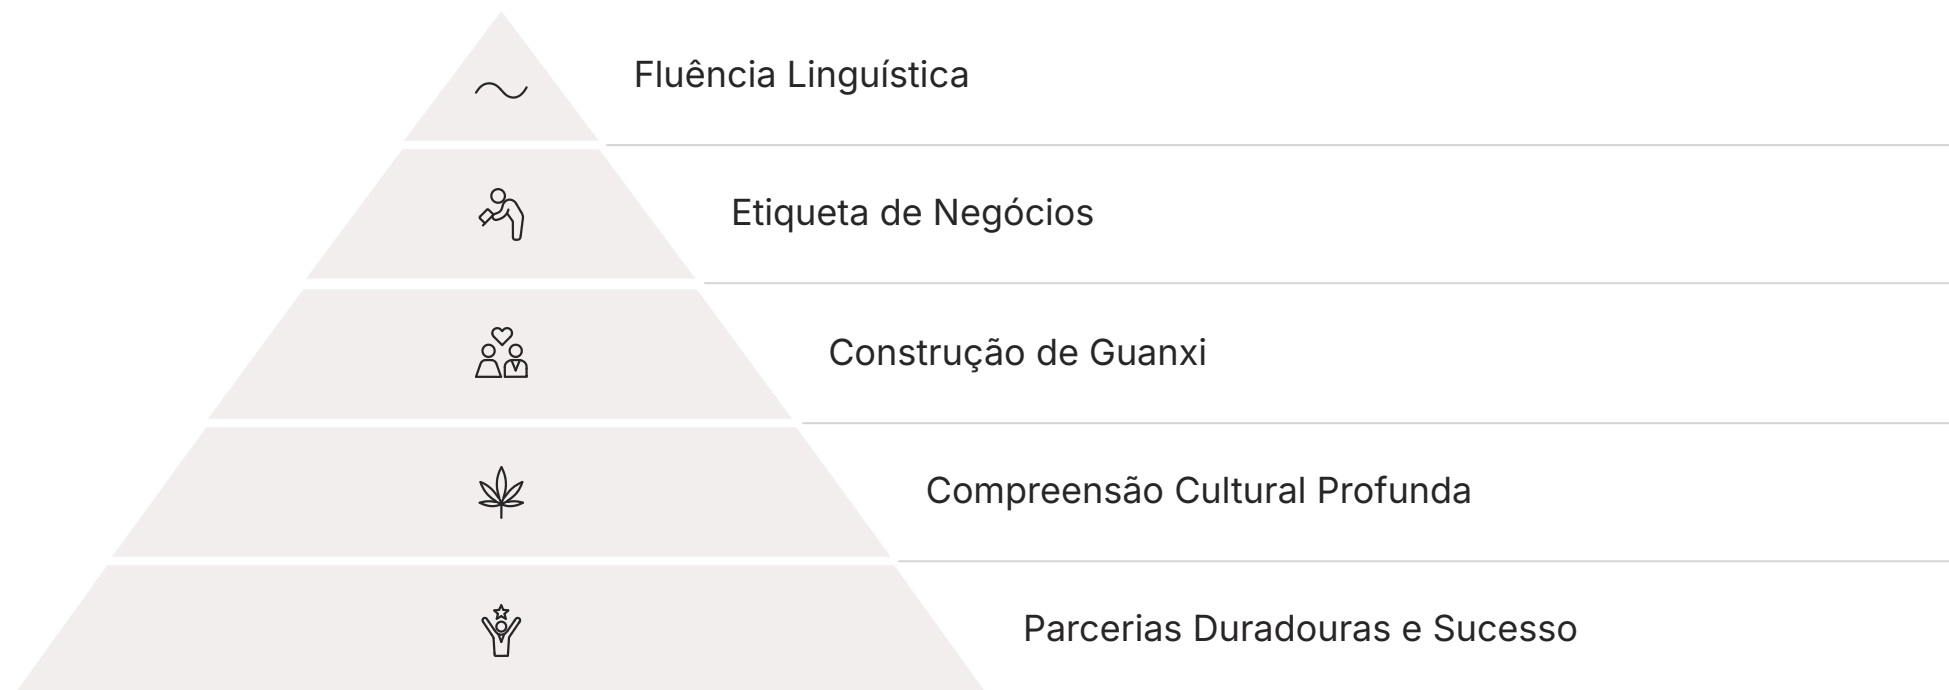 Fluência Linguística
Etiqueta de Negócios
Construção de Guanxi
Compreensão Cultural Profunda
Parcerias Duradouras e Sucesso